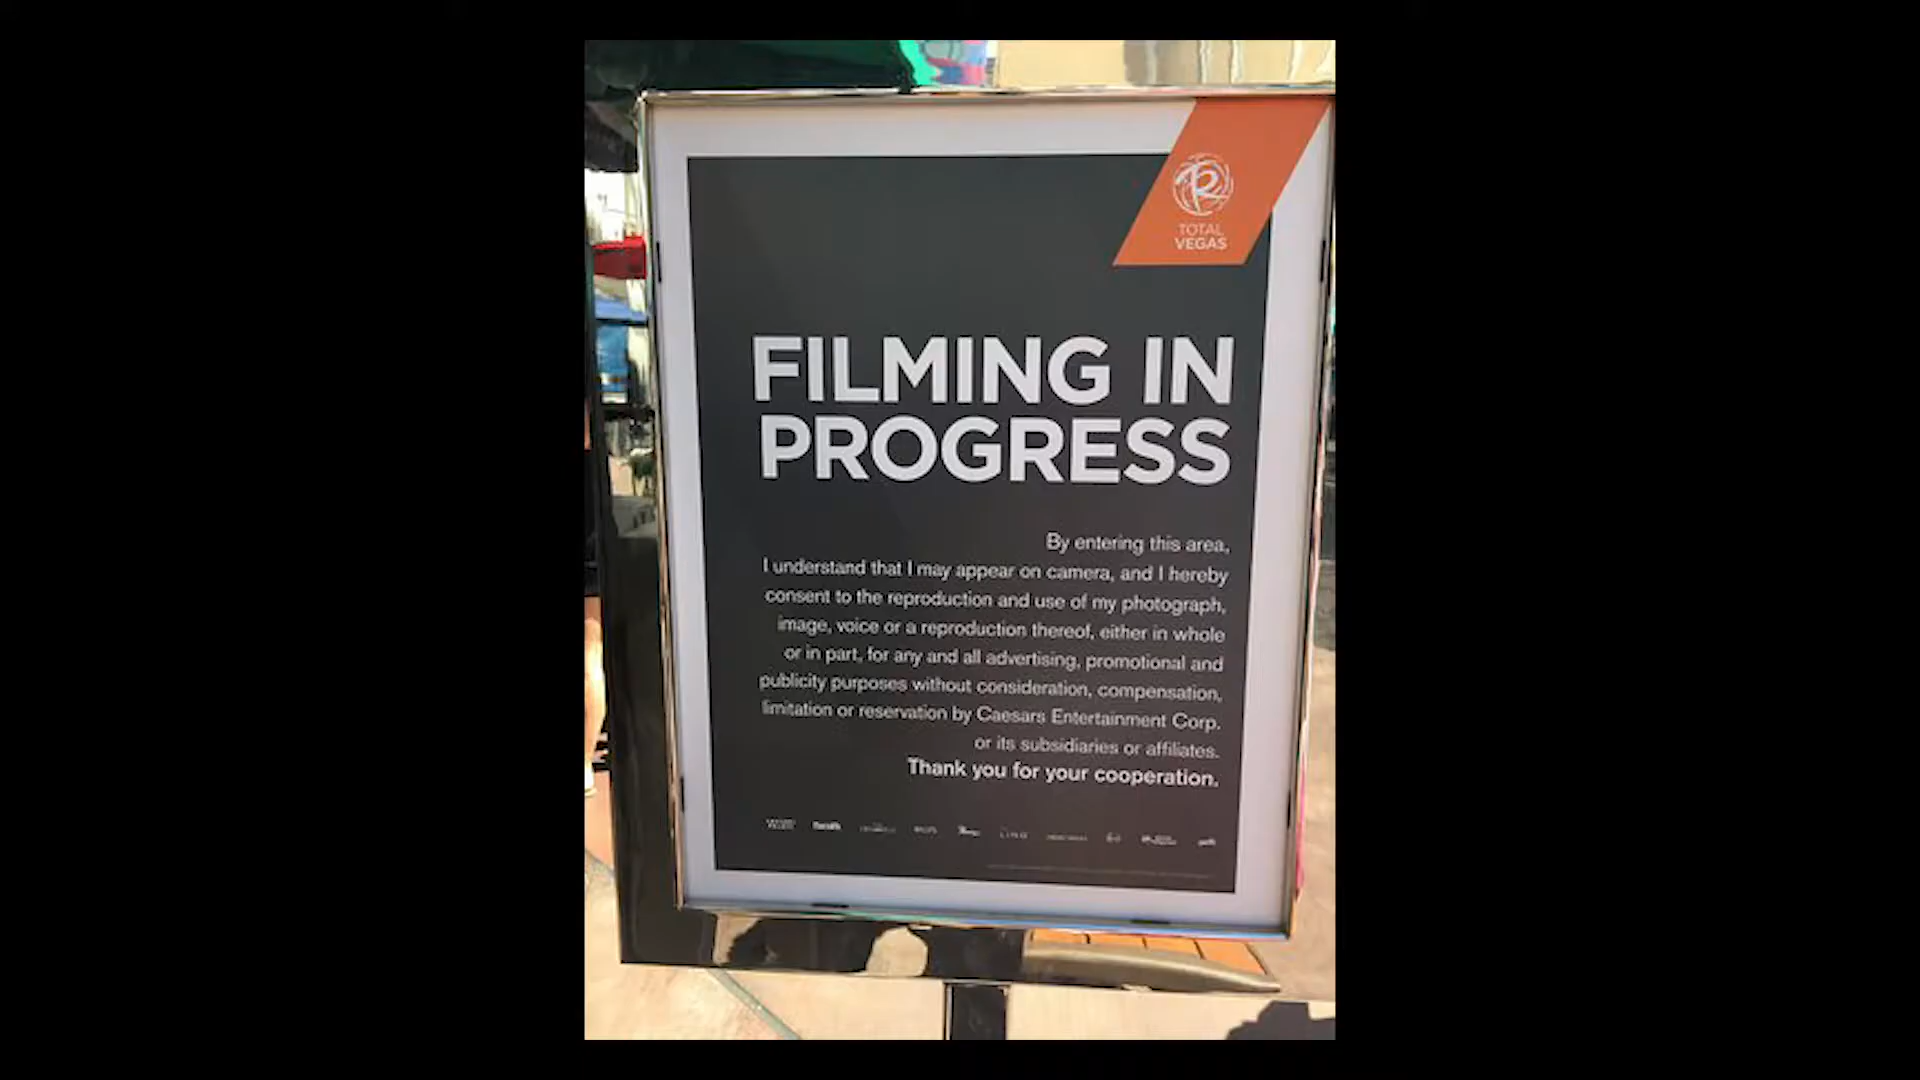 TOTAL
VEGAS
FILMING IN
PROGRESS
By entering this area,
I understand that I may appear on camera, and I hereby
consent to the reproduction and use of my photograph,
image, voice or a reproduction thereof, either in whole
or in part, for any and all advertising, promotional and
publicity purposes without consideration, compensation,
limitation or reservation by Caesars Entertainment Corp.
or its subsidiaries or affiliates.
Thank you for your cooperation.